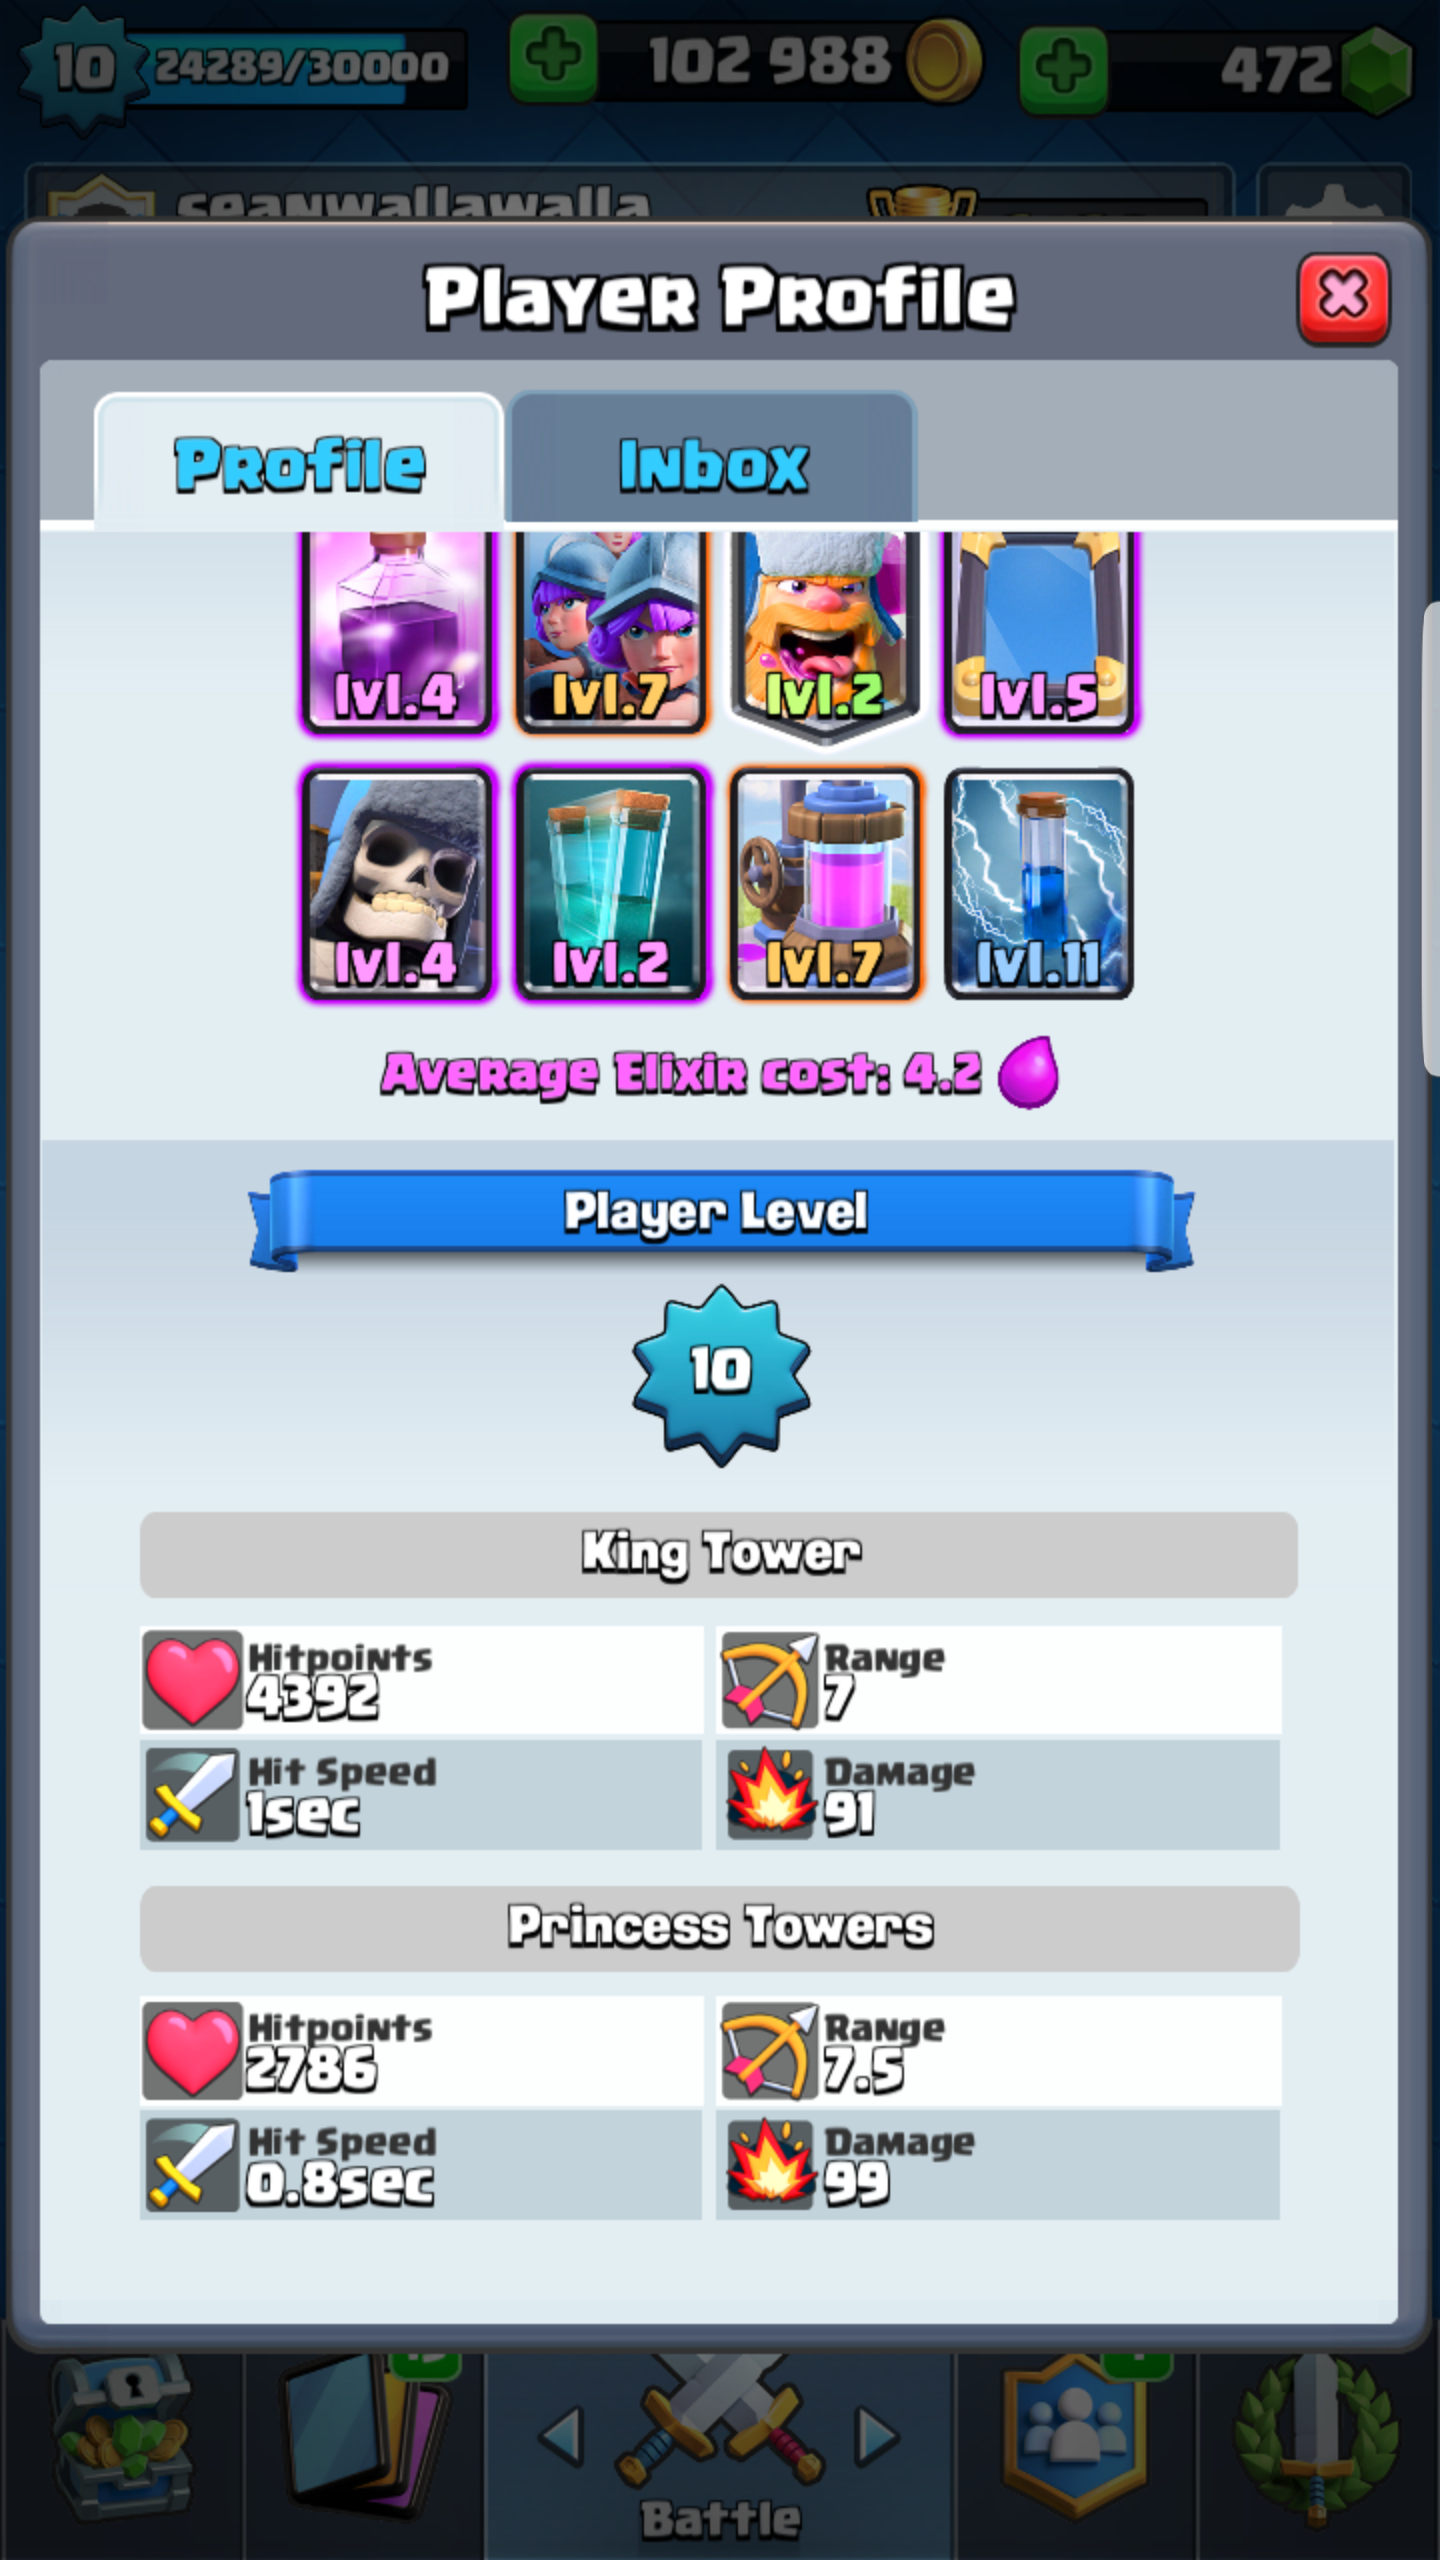 10 24289/30000 102 988 472
seanwallawalla
Player Profile
Profile Inbox
lvl.4 lvl.7 lvl.2 lvl.5
lvl.4 lvl.2 lvl.7 lvl.11
Average Elixir cost: 4.2
Player Level
10
King Tower
Hitpoints Range
4392 7
Hit Speed Damage
1sec 91
Princess Towers
Hitpoints Range
2786 7.5
Hit Speed Damage
0.8sec 99
Battle